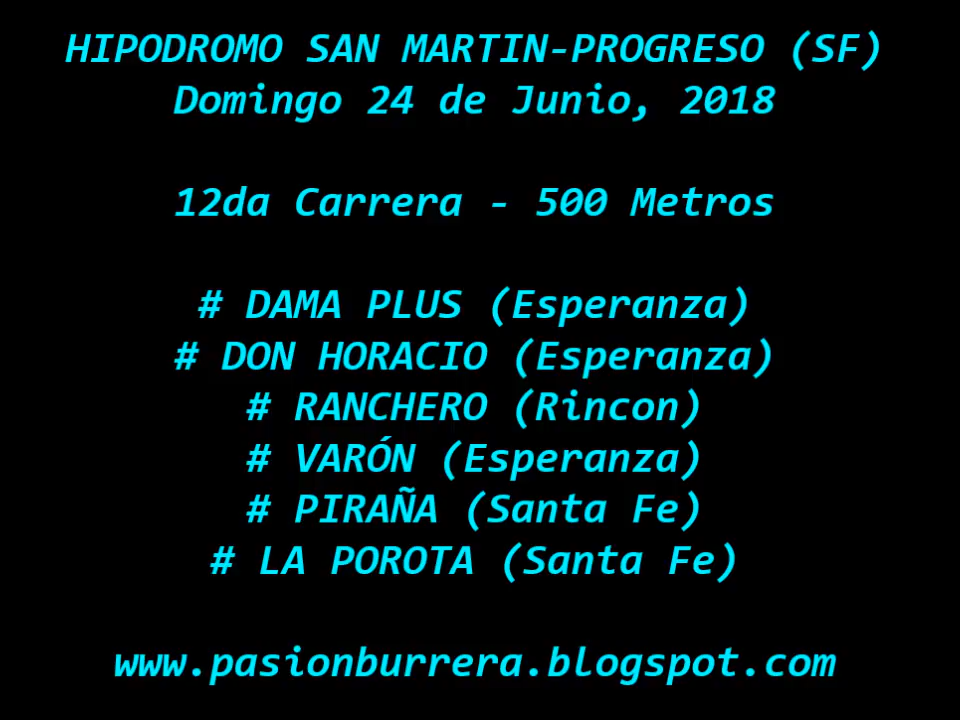 HIPODROMO SAN MARTIN-PROGRESO (SF)
Domingo 24 de Junio, 2018
12da Carrera - 500 Metros
# DAMA PLUS (Esperanza)
# DON HORACIO (Esperanza)
# RANCHERO (Rincon)
# VARÓN (Esperanza)
# PIRAÑA (Santa Fe)
# LA POROTA (Santa Fe)
www.pasionburrera.blogspot.com